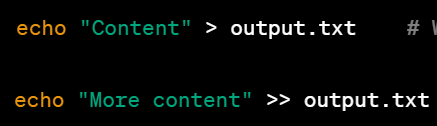 echo "Content" > output.txt    #
echo "More content" >> output.txt